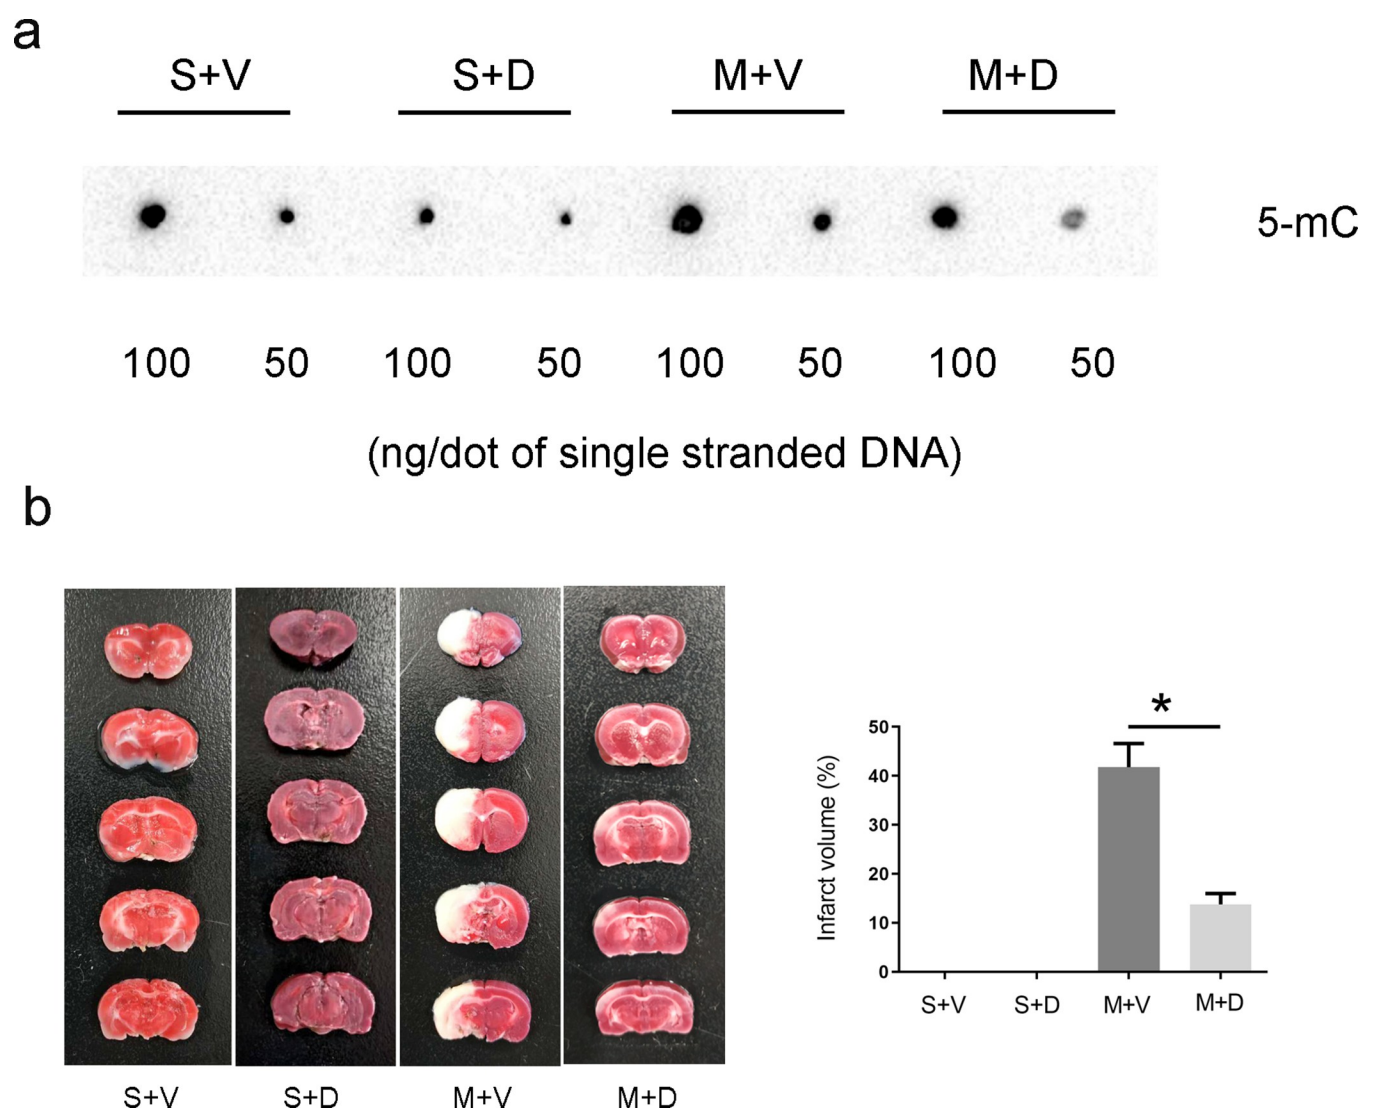 a
S+V S+D M+V M+D
5-mC
100 50 100 50 100 50 100 50
(ng/dot of single stranded DNA)
b
S+V S+D M+V M+D
*
Infarct volume (%)
50
40
30
20
10
0
S+V S+D M+V M+D